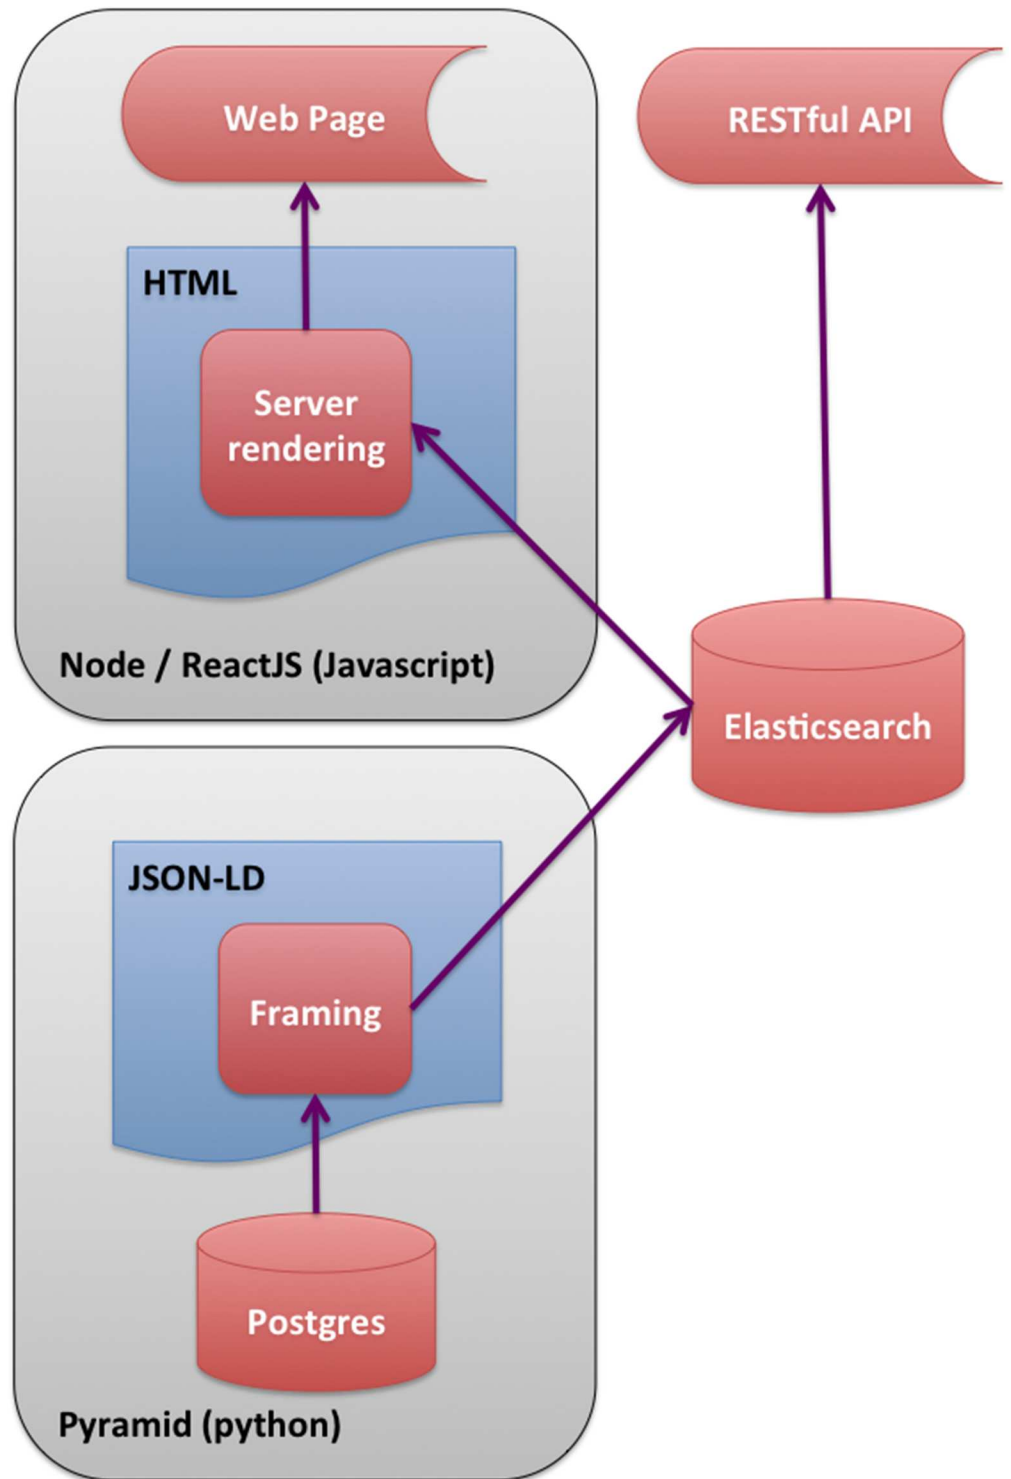 Web Page
RESTful API
HTML
Server
rendering
Node / ReactJS (Javascript)
Elasticsearch
JSON-LD
Framing
Postgres
Pyramid (python)